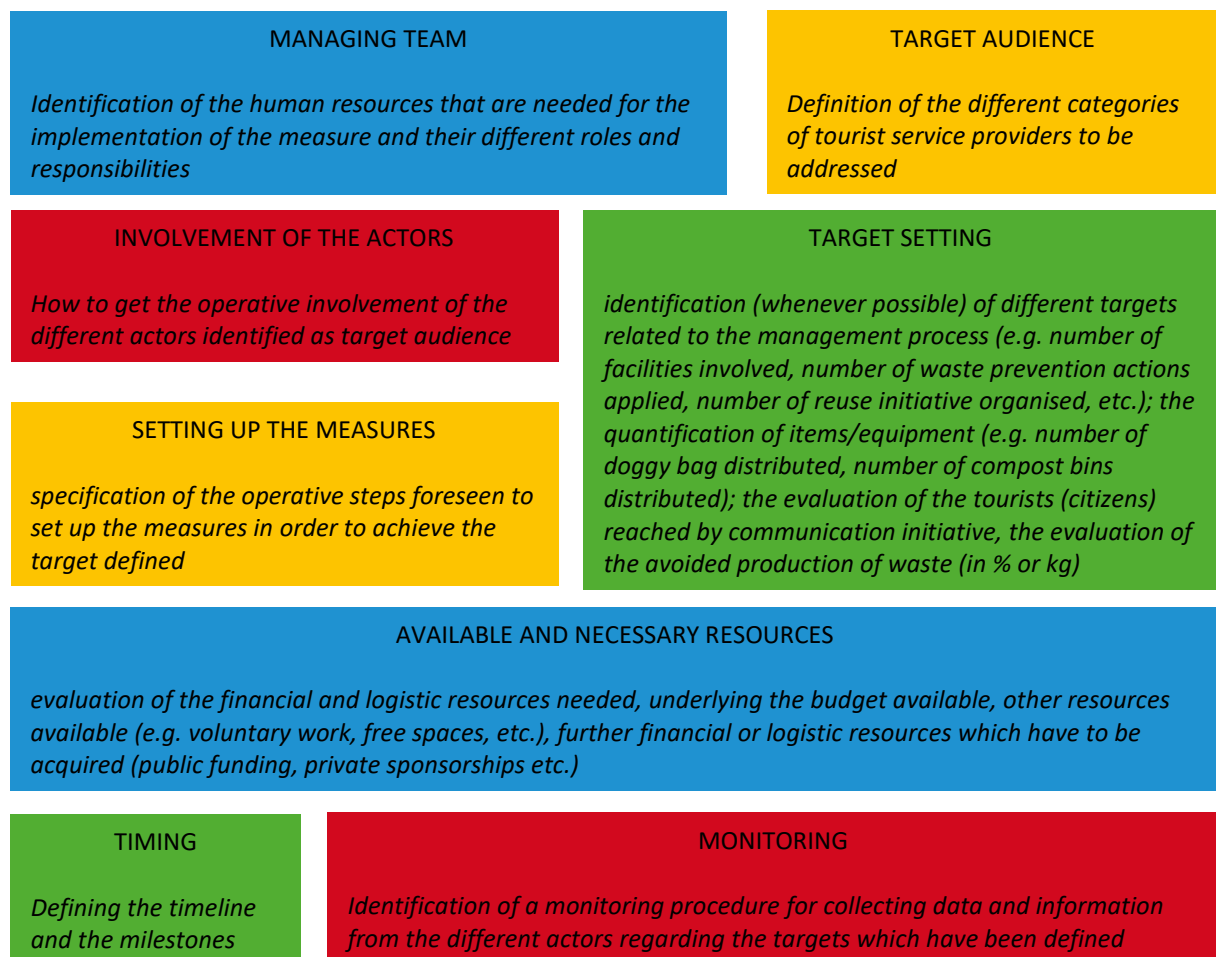 MANAGING TEAM
Identification of the human resources that are needed for the
implementation of the measure and their different roles and
responsibilities
TARGET AUDIENCE
Definition of the different categories
of tourist service providers to be
addressed
INVOLVEMENT OF THE ACTORS
How to get the operative involvement of the
different actors identified as target audience
TARGET SETTING
identification (whenever possible) of different targets
related to the management process (e.g. number of
facilities involved, number of waste prevention actions
applied, number of reuse initiative organised, etc.); the
quantification of items/equipment (e.g. number of
doggy bag distributed, number of compost bins
distributed); the evaluation of the tourists (citizens)
reached by communication initiative, the evaluation of
the avoided production of waste (in % or kg)
SETTING UP THE MEASURES
specification of the operative steps foreseen to
set up the measures in order to achieve the
target defined
AVAILABLE AND NECESSARY RESOURCES
evaluation of the financial and logistic resources needed, underlying the budget available, other resources
available (e.g. voluntary work, free spaces, etc.), further financial or logistic resources which have to be
acquired (public funding, private sponsorships etc.)
TIMING
Defining the timeline
and the milestones
MONITORING
Identification of a monitoring procedure for collecting data and information
from the different actors regarding the targets which have been defined